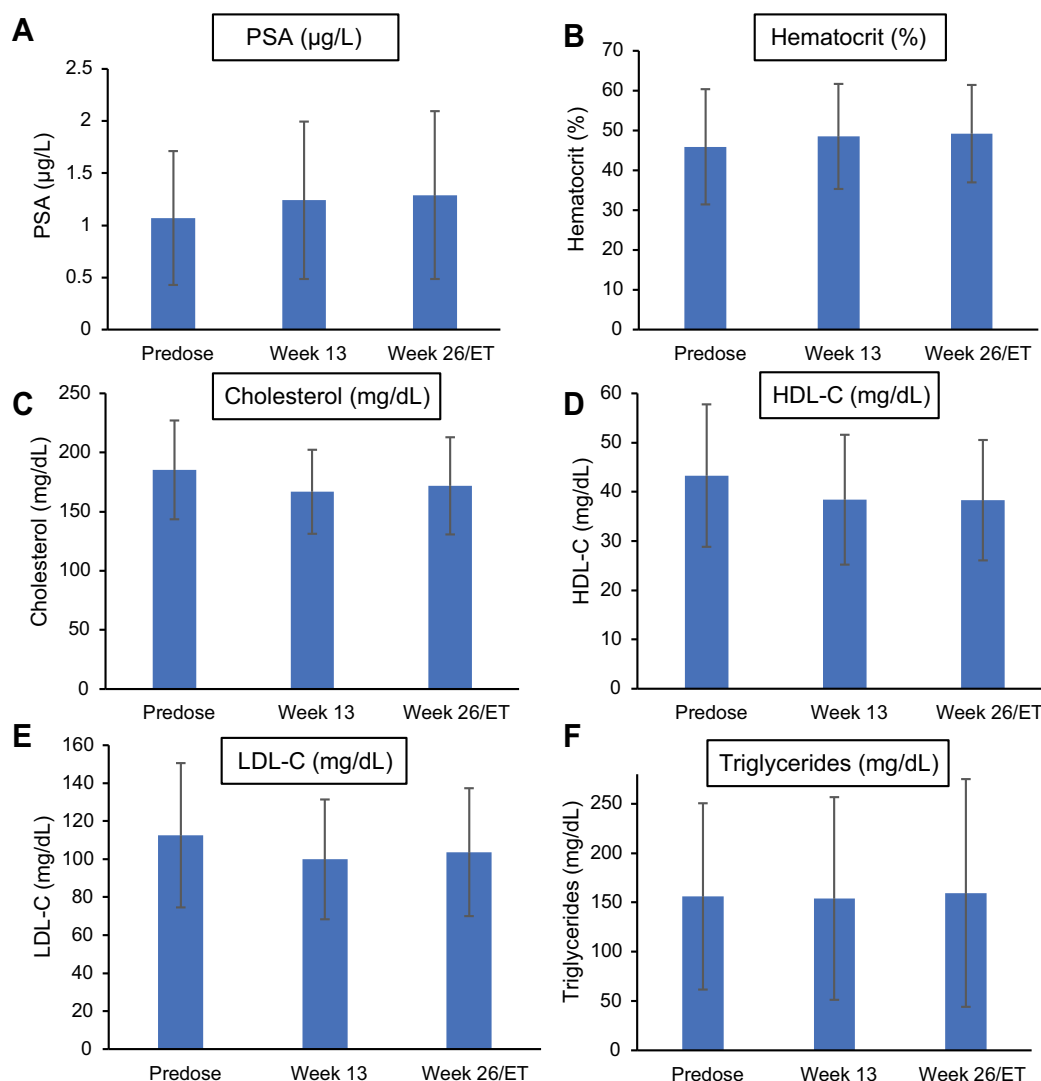 A
PSA (µg/L)
2.5
2
1.5
1
0.5
0
PSA (µg/L)
Predose
Week 13
Week 26/ET
B
Hematocrit (%)
70
60
50
40
30
20
10
0
Hematocrit (%)
Predose
Week 13
Week 26/ET
C
Cholesterol (mg/dL)
250
200
150
100
50
0
Cholesterol (mg/dL)
Predose
Week 13
Week 26/ET
D
HDL-C (mg/dL)
60
50
40
30
20
10
0
HDL-C (mg/dL)
Predose
Week 13
Week 26/ET
E
LDL-C (mg/dL)
160
140
120
100
80
60
40
20
0
LDL-C (mg/dL)
Predose
Week 13
Week 26/ET
F
Triglycerides (mg/dL)
250
200
150
100
50
0
Triglycerides (mg/dL)
Predose
Week 13
Week 26/ET